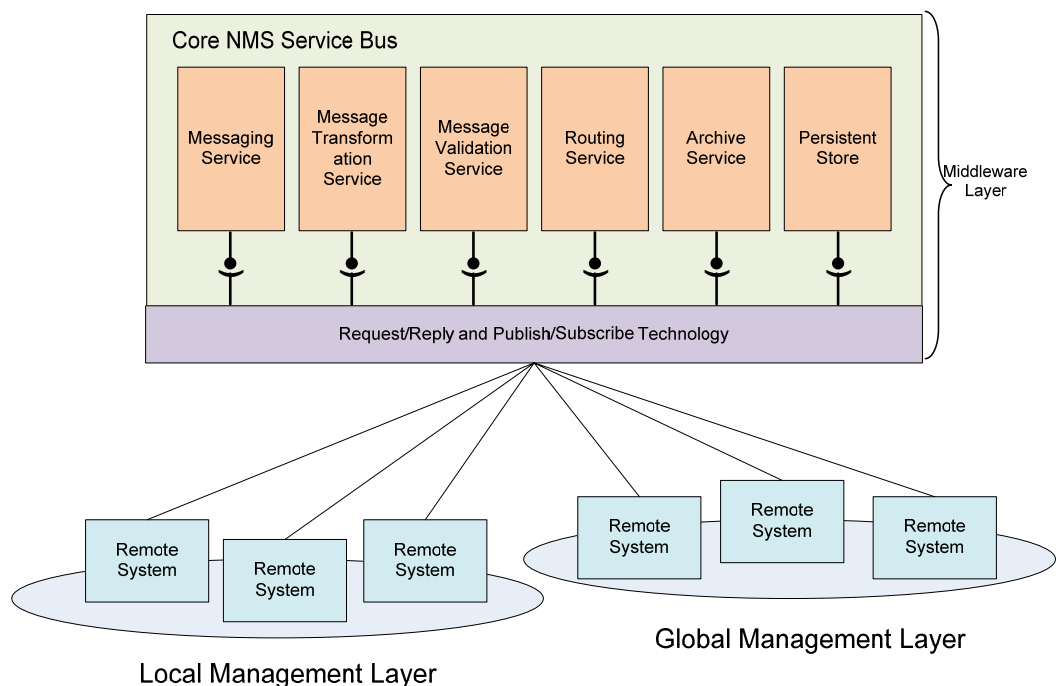 Core NMS Service Bus
Messaging
Service
Message
Transform
ation
Service
Message
Validation
Service
Routing
Service
Archive
Service
Persistent
Store
Middleware
Layer
Request/Reply and Publish/Subscribe Technology
Remote
System
Remote
System
Remote
System
Remote
System
Remote
System
Remote
System
Local Management Layer
Global Management Layer